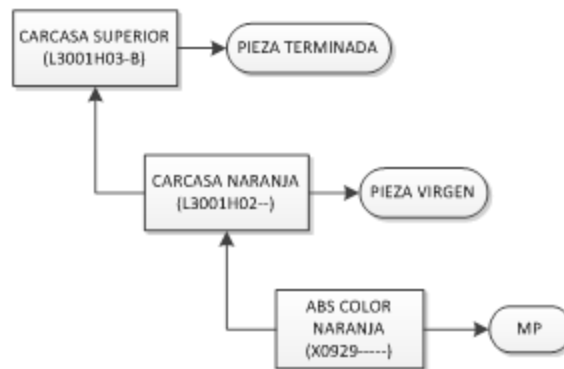 CARCASA SUPERIOR
(L3001H03-B)
PIEZA TERMINADA
CARCASA NARANJA
(L3001H02--)
PIEZA VIRGEN
ABS COLOR
NARANJA
(X0929-----)
MP